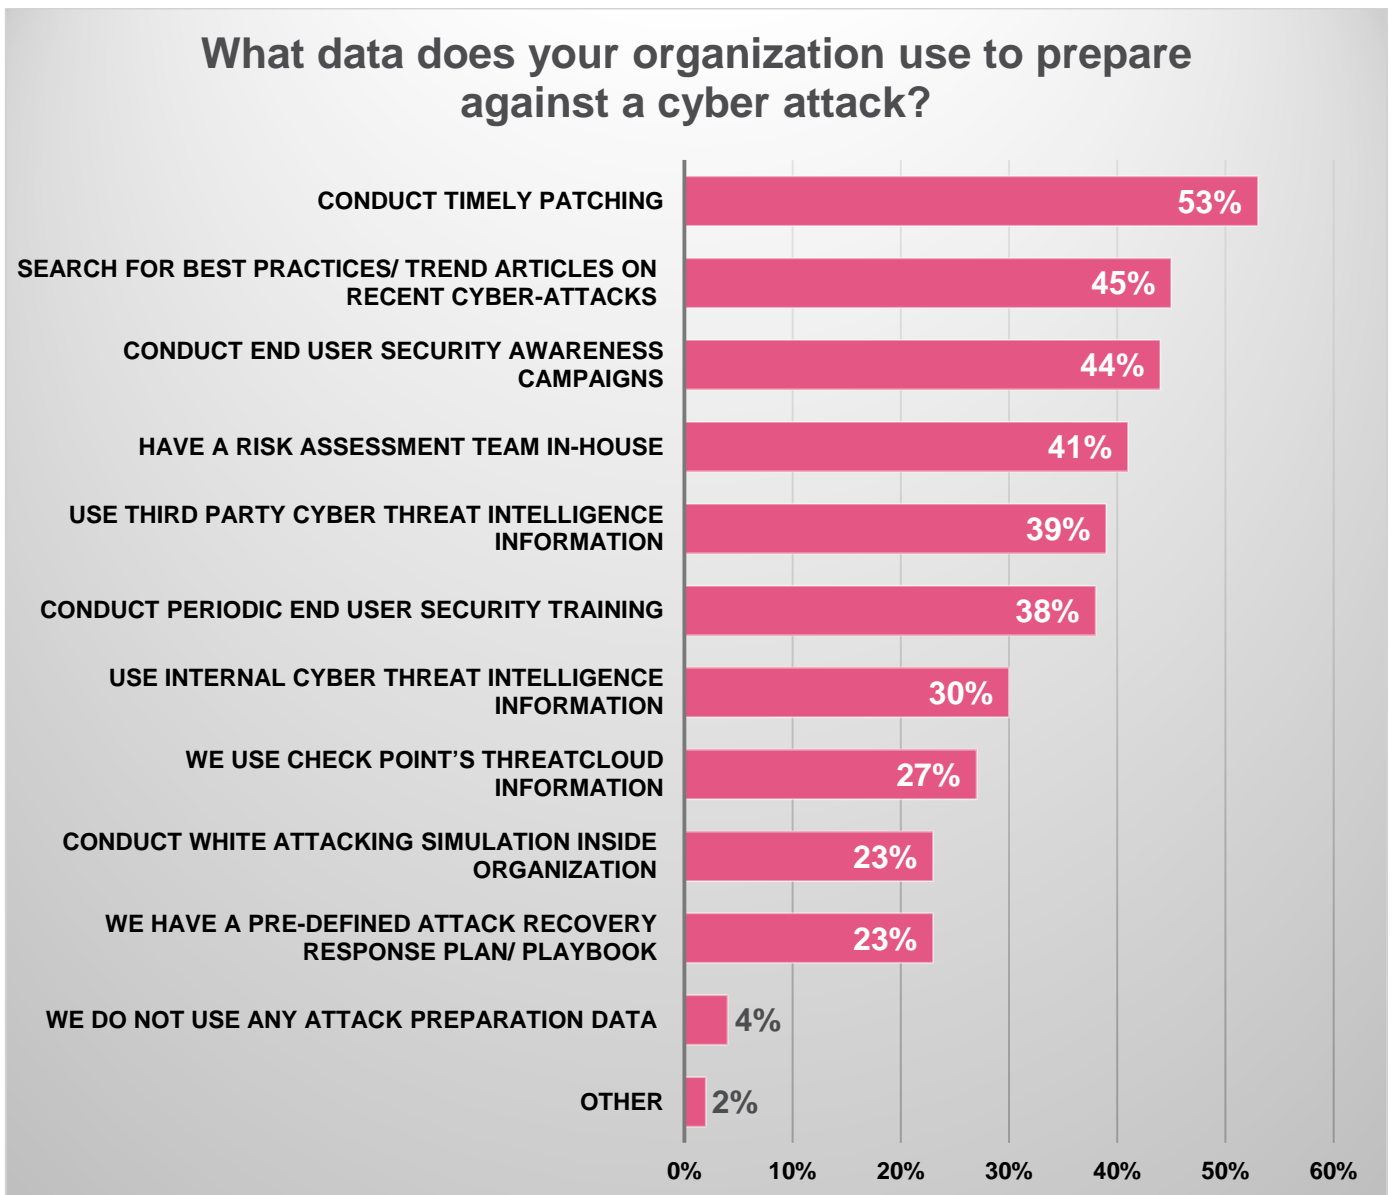 What data does your organization use to prepare
against a cyber attack?
CONDUCT TIMELY PATCHING
53%
SEARCH FOR BEST PRACTICES/ TREND ARTICLES ON
RECENT CYBER-ATTACKS
45%
CONDUCT END USER SECURITY AWARENESS
CAMPAIGNS
44%
HAVE A RISK ASSESSMENT TEAM IN-HOUSE
41%
USE THIRD PARTY CYBER THREAT INTELLIGENCE
INFORMATION
39%
CONDUCT PERIODIC END USER SECURITY TRAINING
38%
USE INTERNAL CYBER THREAT INTELLIGENCE
INFORMATION
30%
WE USE CHECK POINT’S THREATCLOUD
INFORMATION
27%
CONDUCT WHITE ATTACKING SIMULATION INSIDE
ORGANIZATION
23%
WE HAVE A PRE-DEFINED ATTACK RECOVERY
RESPONSE PLAN/ PLAYBOOK
23%
WE DO NOT USE ANY ATTACK PREPARATION DATA
4%
OTHER
2%
0% 10% 20% 30% 40% 50% 60%